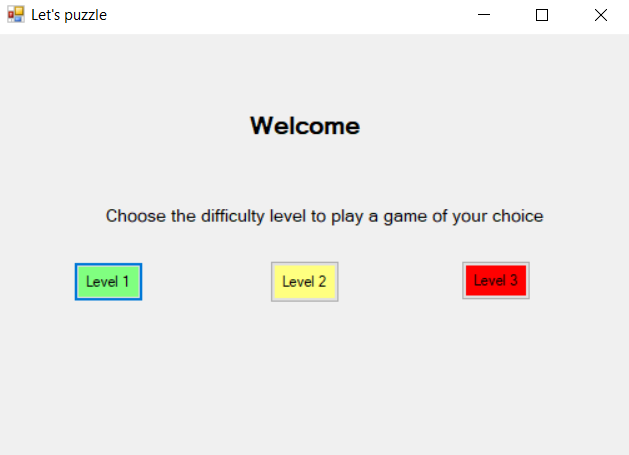 Let's puzzle
Welcome
Choose the difficulty level to play a game of your choice
Level 1
Level 2
Level 3